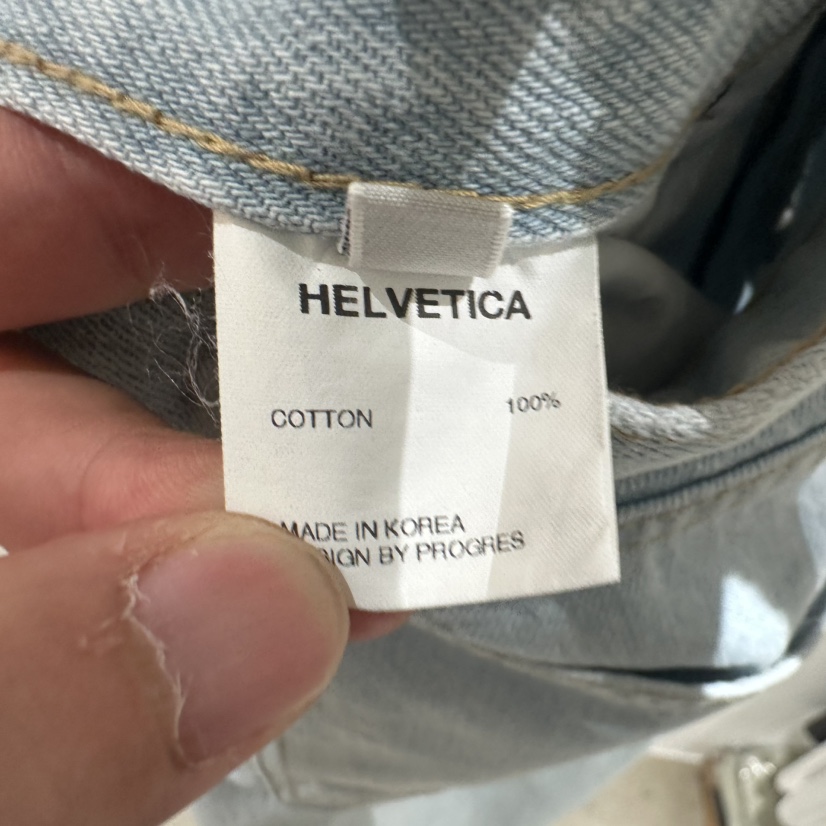 HELVETICA
COTTON 100%
MADE IN KOREA
BY PROGRES